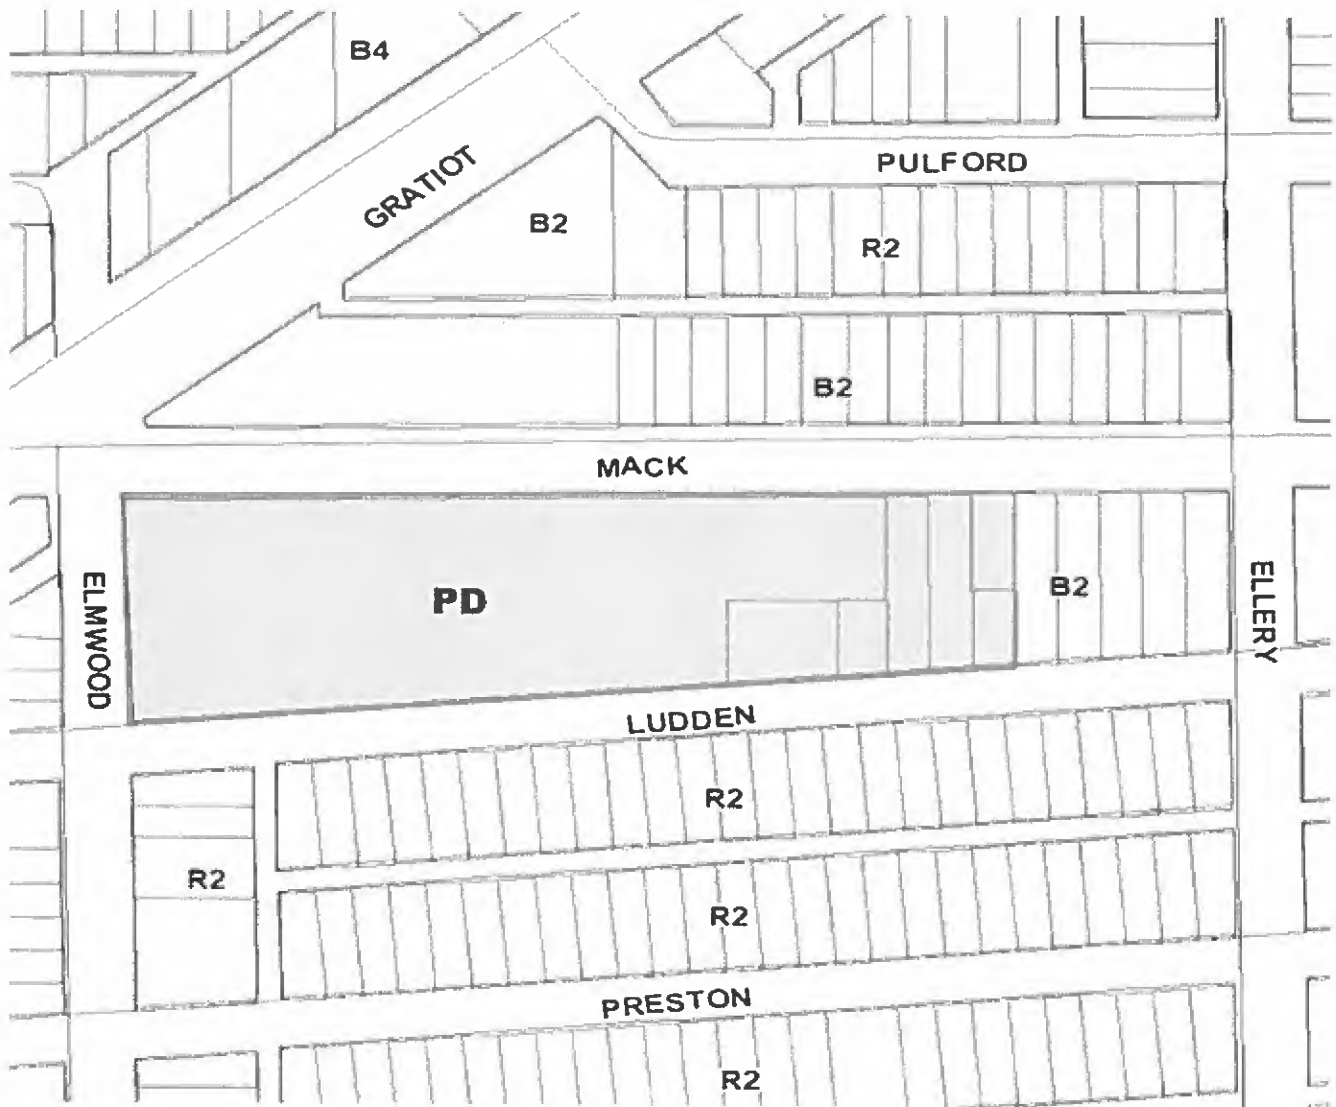 B4
PULFORD
GRATIOT
B2
R2
B2
MACK
ELMWOOD
PD
B2
ELLERY
LUDDEN
R2
R2
R2
PRESTON
R2